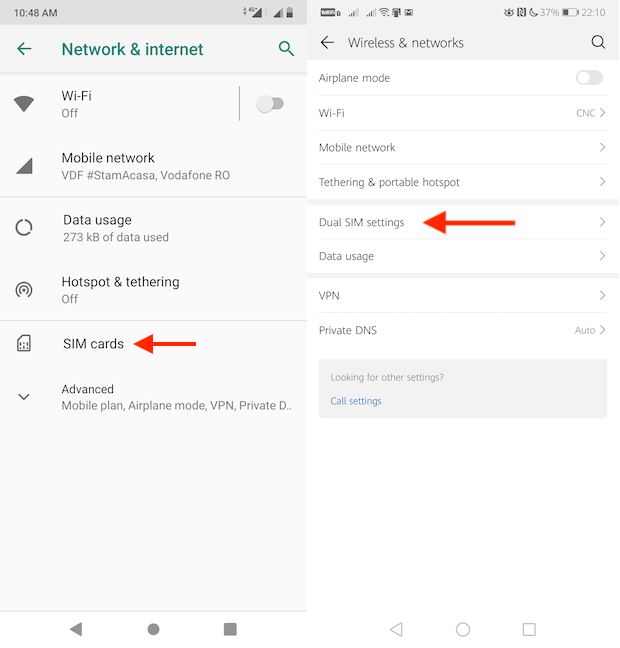 10:48 AM
4G
Network & internet
Wi-Fi
Off
Mobile network
VDF #StamAcasa, Vodafone RO
Data usage
273 kB of data used
Hotspot & tethering
Off
SIM cards
Advanced
Mobile plan, Airplane mode, VPN, Private D..
37% 22:10
Wireless & networks
Airplane mode
Wi-Fi
CNC
Mobile network
Tethering & portable hotspot
Dual SIM settings
Data usage
VPN
Private DNS
Auto
Looking for other settings?
Call settings